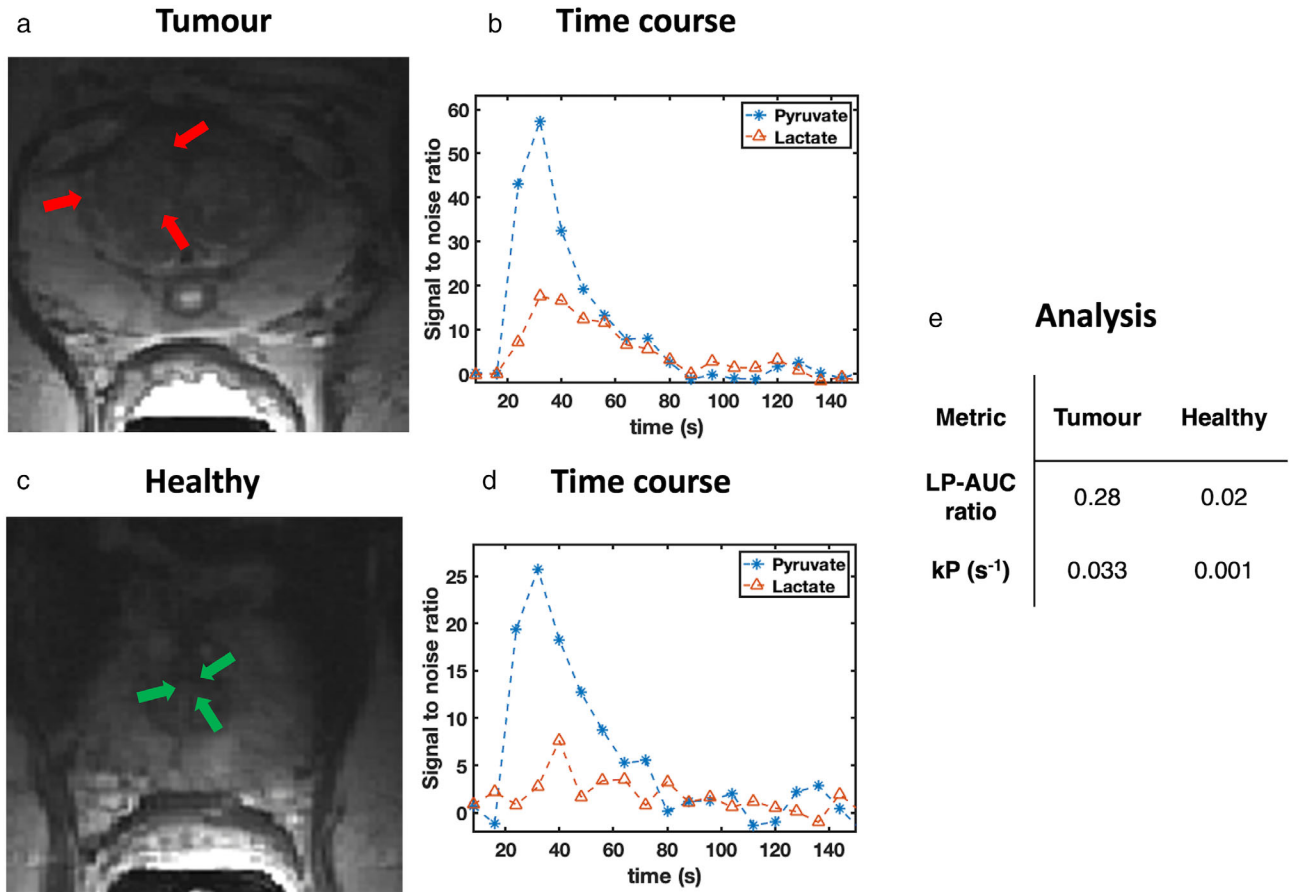 a
Tumour
b
Time course
Signal to noise ratio
60
50
40
30
20
10
0
Pyruvate
Lactate
20 40 60 80 100 120 140
time (s)
c
Healthy
d
Time course
Signal to noise ratio
25
20
15
10
5
0
Pyruvate
Lactate
20 40 60 80 100 120 140
time (s)
e
Analysis
Metric Tumour Healthy
LP-AUC
ratio
0.28 0.02
kP (s⁻¹) 0.033 0.001